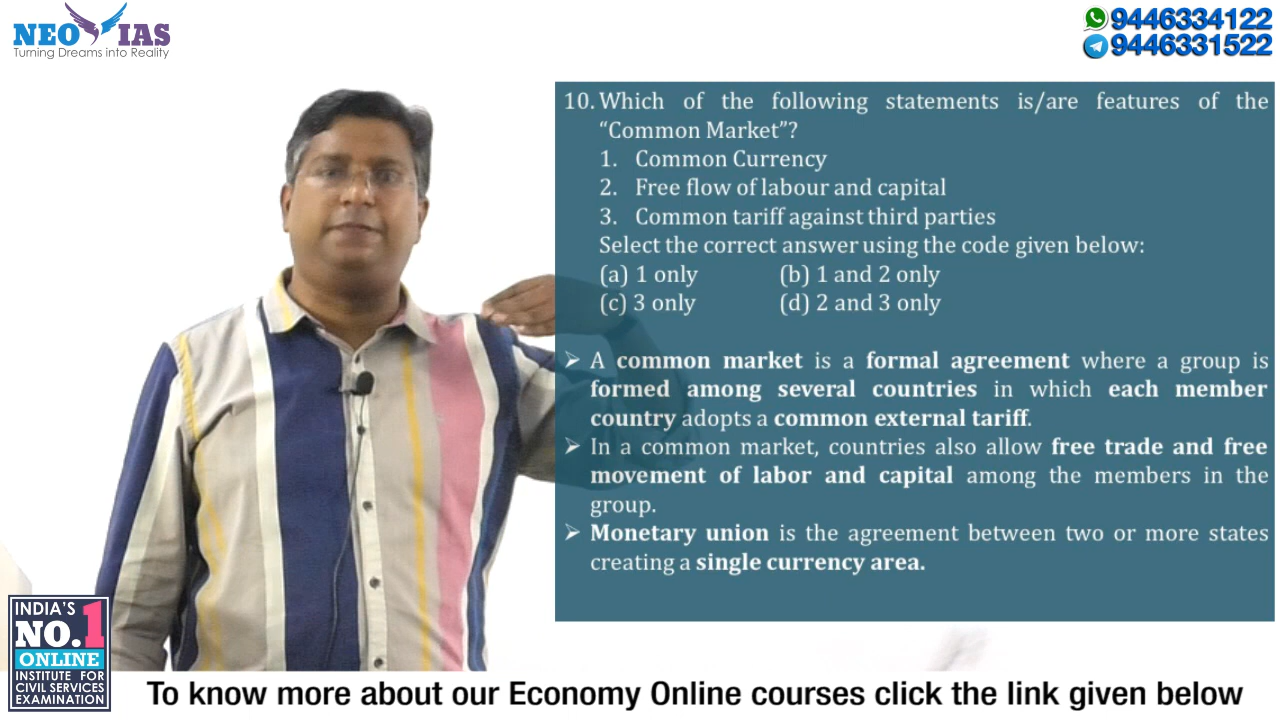 NEO IAS
Turning Dreams into Reality
9446334122
9446331522
10. Which of the following statements is/are features of the
“Common Market”?
1. Common Currency
2. Free flow of labour and capital
3. Common tariff against third parties
Select the correct answer using the code given below:
(a) 1 only (b) 1 and 2 only
(c) 3 only (d) 2 and 3 only
➢ A common market is a formal agreement where a group is
formed among several countries in which each member
country adopts a common external tariff.
➢ In a common market, countries also allow free trade and free
movement of labor and capital among the members in the
group.
➢ Monetary union is the agreement between two or more states
creating a single currency area.
INDIA'S
NO.1
ONLINE
INSTITUTE FOR
CIVIL SERVICES
EXAMINATION
To know more about our Economy Online courses click the link given below